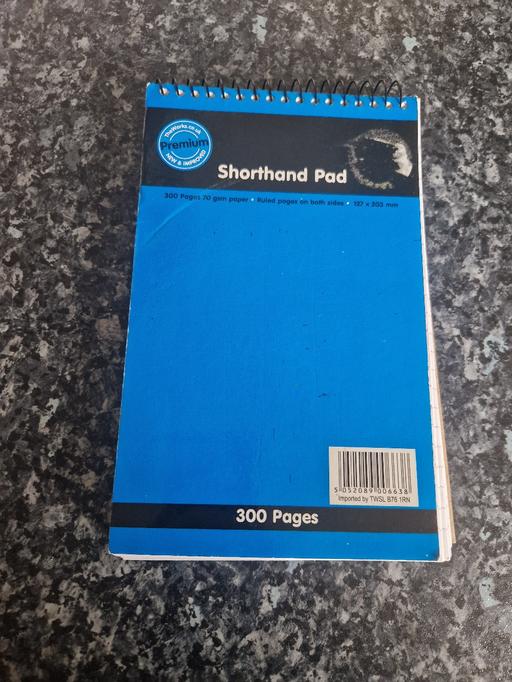 TheWorks.co.uk
Premium
NEW & IMPROVED
Shorthand Pad
300 Pages 70 gsm paper • Ruled pages on both sides • 127 x 203 mm
5 052089 006638
Imported by TWSL B76 1RN
300 Pages